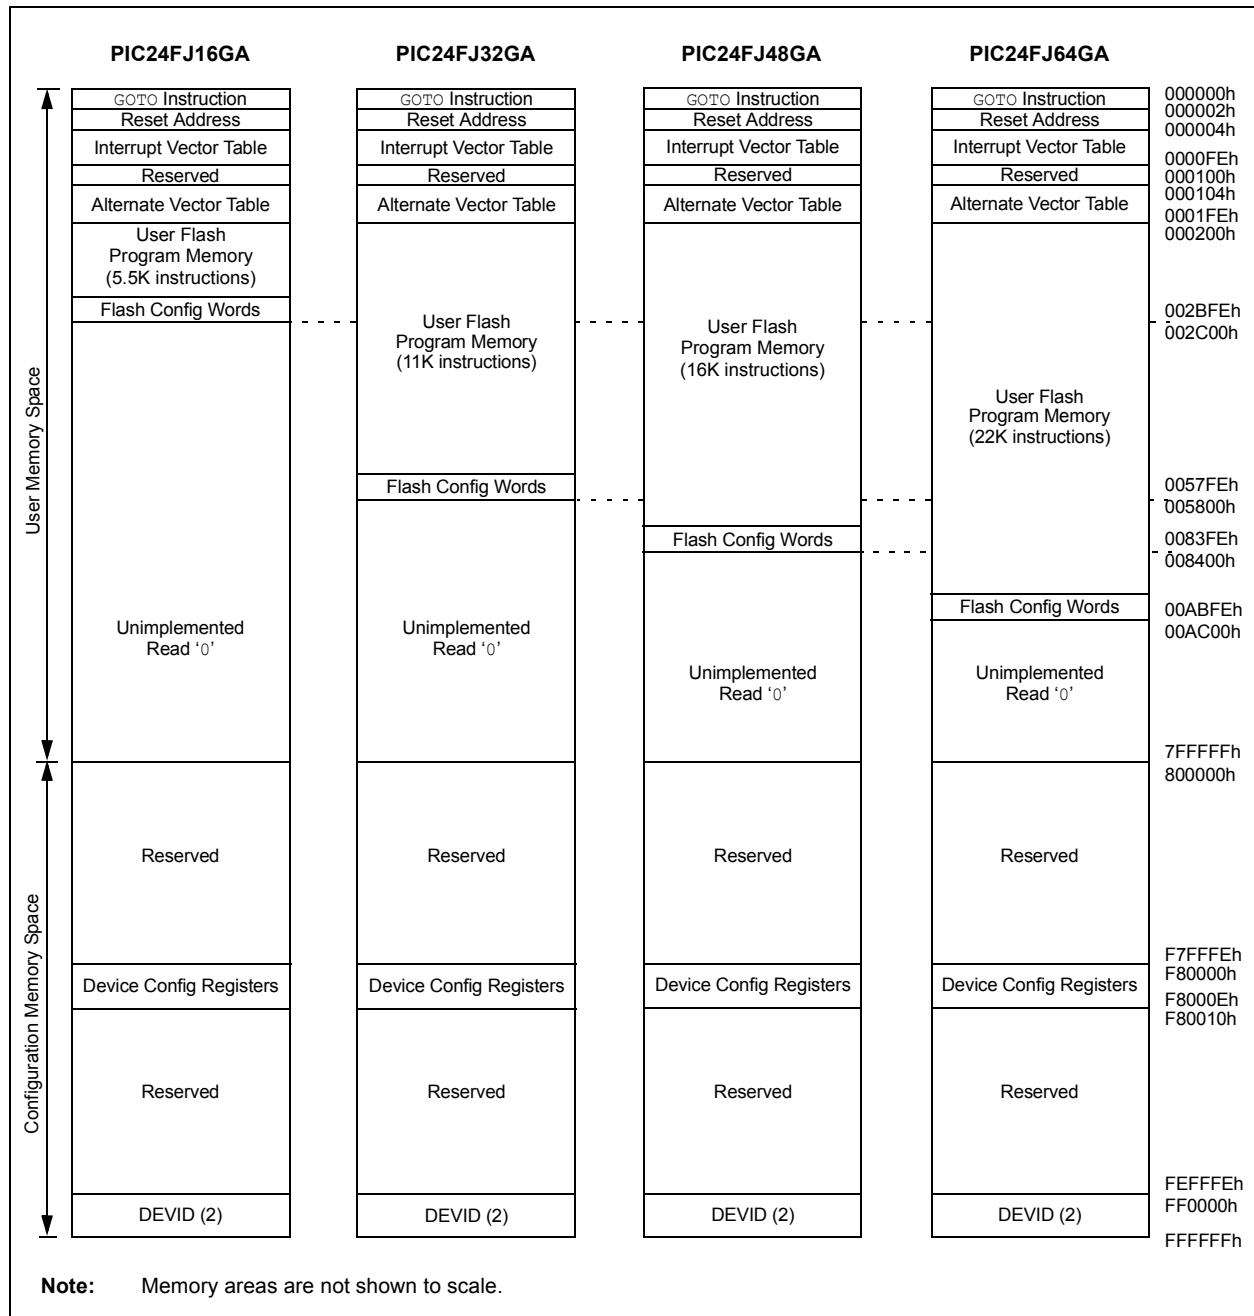 PIC24FJ16GA PIC24FJ32GA PIC24FJ48GA PIC24FJ64GA
User Memory Space
Configuration Memory Space
GOTO Instruction
Reset Address
Interrupt Vector Table
Reserved
Alternate Vector Table
User Flash
Program Memory
(5.5K instructions)
Flash Config Words
Unimplemented
Read ‘0’
Reserved
Device Config Registers
Reserved
DEVID (2)
GOTO Instruction
Reset Address
Interrupt Vector Table
Reserved
Alternate Vector Table
User Flash
Program Memory
(11K instructions)
Flash Config Words
Unimplemented
Read ‘0’
Reserved
Device Config Registers
Reserved
DEVID (2)
GOTO Instruction
Reset Address
Interrupt Vector Table
Reserved
Alternate Vector Table
User Flash
Program Memory
(16K instructions)
Flash Config Words
Unimplemented
Read ‘0’
Reserved
Device Config Registers
Reserved
DEVID (2)
GOTO Instruction
Reset Address
Interrupt Vector Table
Reserved
Alternate Vector Table
User Flash
Program Memory
(22K instructions)
Flash Config Words
Unimplemented
Read ‘0’
Reserved
Device Config Registers
Reserved
DEVID (2)
000000h
000002h
000004h
0000FEh
000100h
000104h
0001FEh
000200h
002BFEh
002C00h
0057FEh
005800h
0083FEh
008400h
00ABFEh
00AC00h
7FFFFFh
800000h
F7FFFEh
F80000h
F8000Eh
F80010h
FEFFFEh
FF0000h
FFFFFFh
Note: Memory areas are not shown to scale.